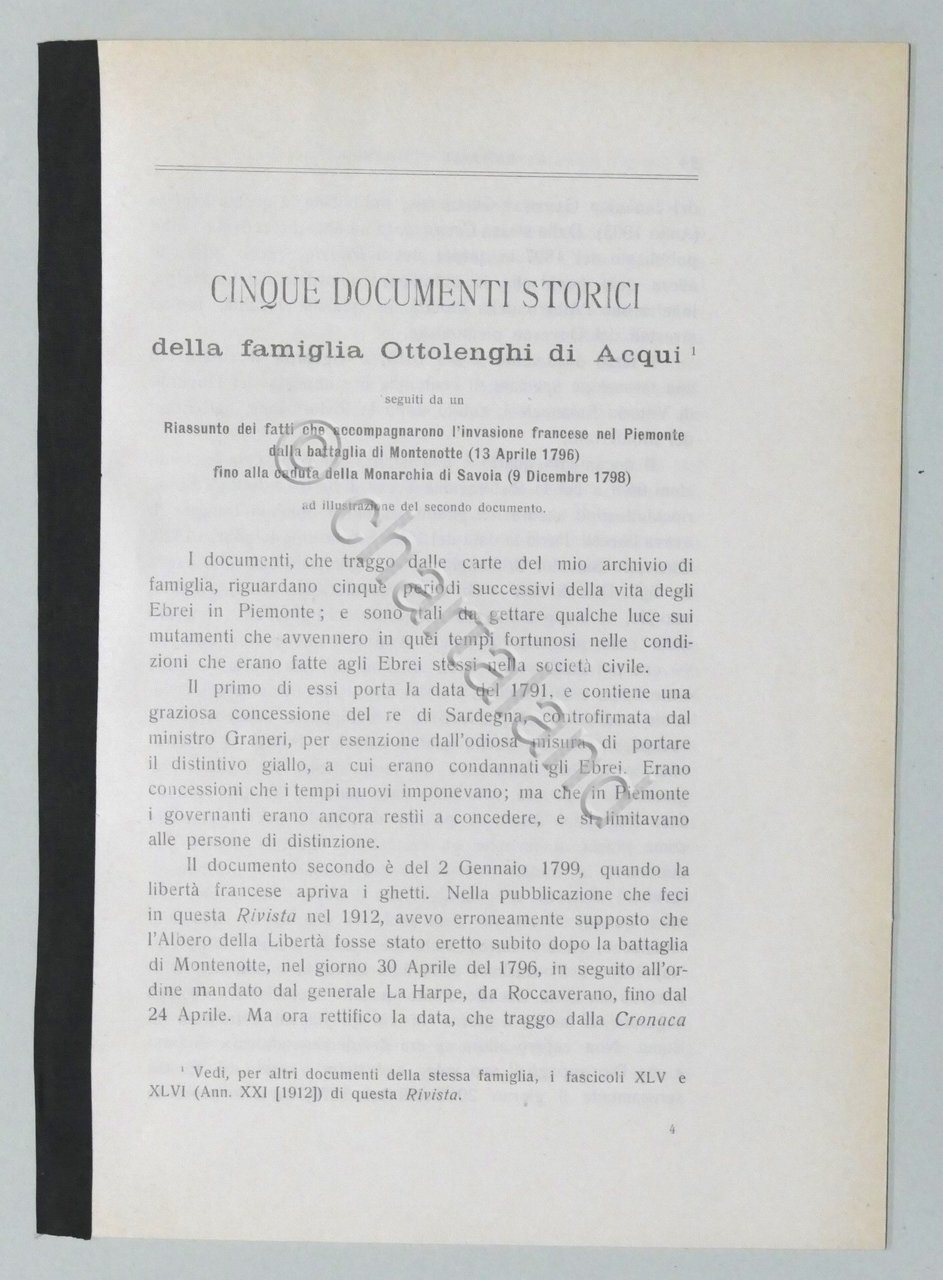 CINQUE DOCUMENTI STORICI
della famiglia Ottolenghi di Acqui ¹
seguiti da un
Riassunto dei fatti che accompagnarono l'invasione francese nel Piemonte
dalla battaglia di Montenotte (13 Aprile 1796)
fino alla caduta della Monarchia di Savoia (9 Dicembre 1798)
ad illustrazione del secondo documento.
I documenti, che traggo dalle carte del mio archivio di
famiglia, riguardano cinque periodi successivi della vita degli
Ebrei in Piemonte; e sono tali da gettare qualche luce sui
mutamenti che avvennero in quei tempi fortunosi nelle condi-
zioni che erano fatte agli Ebrei stessi nella società civile.
Il primo di essi porta la data del 1791, e contiene una
graziosa concessione del re di Sardegna, controfirmata dal
ministro Graneri, per esenzione dall'odiosa misura di portare
il distintivo giallo, a cui erano condannati gli Ebrei. Erano
concessioni che i tempi nuovi imponevano; ma che in Piemonte
i governanti erano ancora restii a concedere, e si limitavano
alle persone di distinzione.
Il documento secondo è del 2 Gennaio 1799, quando la
libertà francese apriva i ghetti. Nella pubblicazione che feci
in questa Rivista nel 1912, avevo erroneamente supposto che
l'Albero della Libertà fosse stato eretto subito dopo la battaglia
di Montenotte, nel giorno 30 Aprile del 1796, in seguito all'or-
dine mandato dal generale La Harpe, da Roccaverano, fino dal
24 Aprile. Ma ora rettifico la data, che traggo dalla Cronaca
¹ Vedi, per altri documenti della stessa famiglia, i fascicoli XLV e
XLVI (Ann. XXI [1912]) di questa Rivista.
4
© chartaland